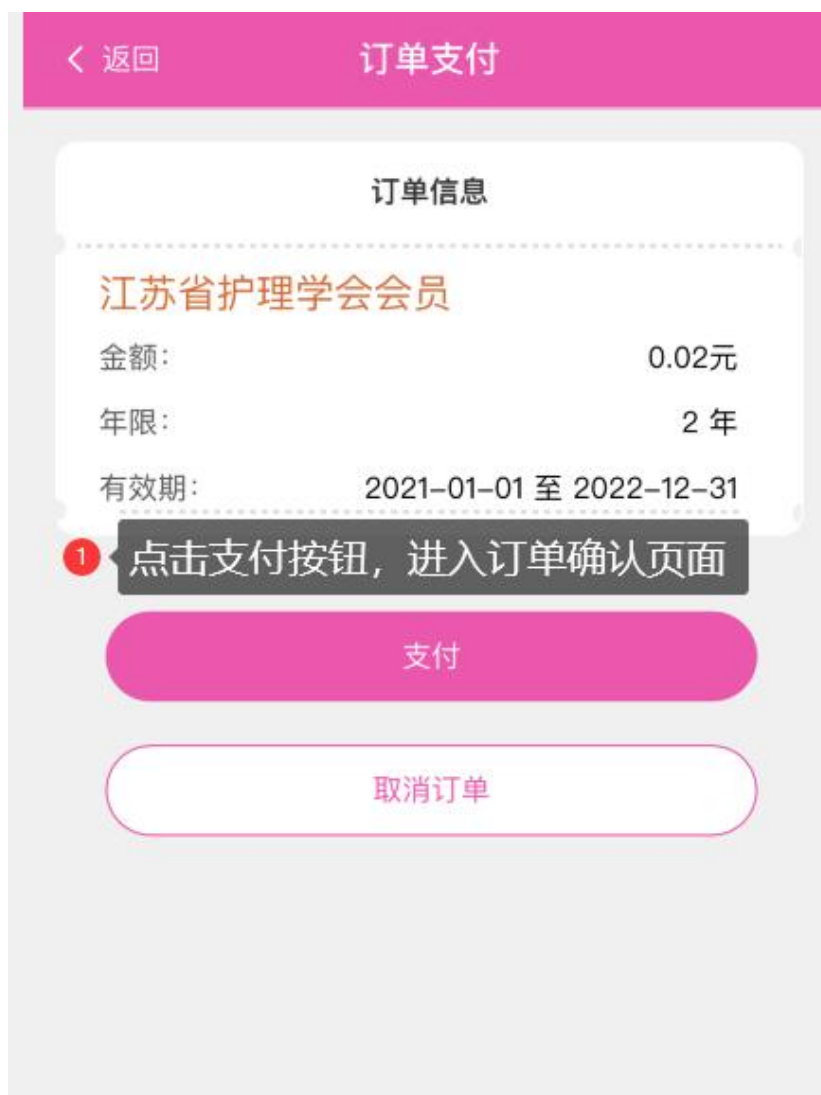 返回 订单支付
订单信息
江苏省护理学会会员
金额: 0.02元
年限: 2 年
有效期: 2021-01-01 至 2022-12-31
1 点击支付按钮，进入订单确认页面
支付
取消订单